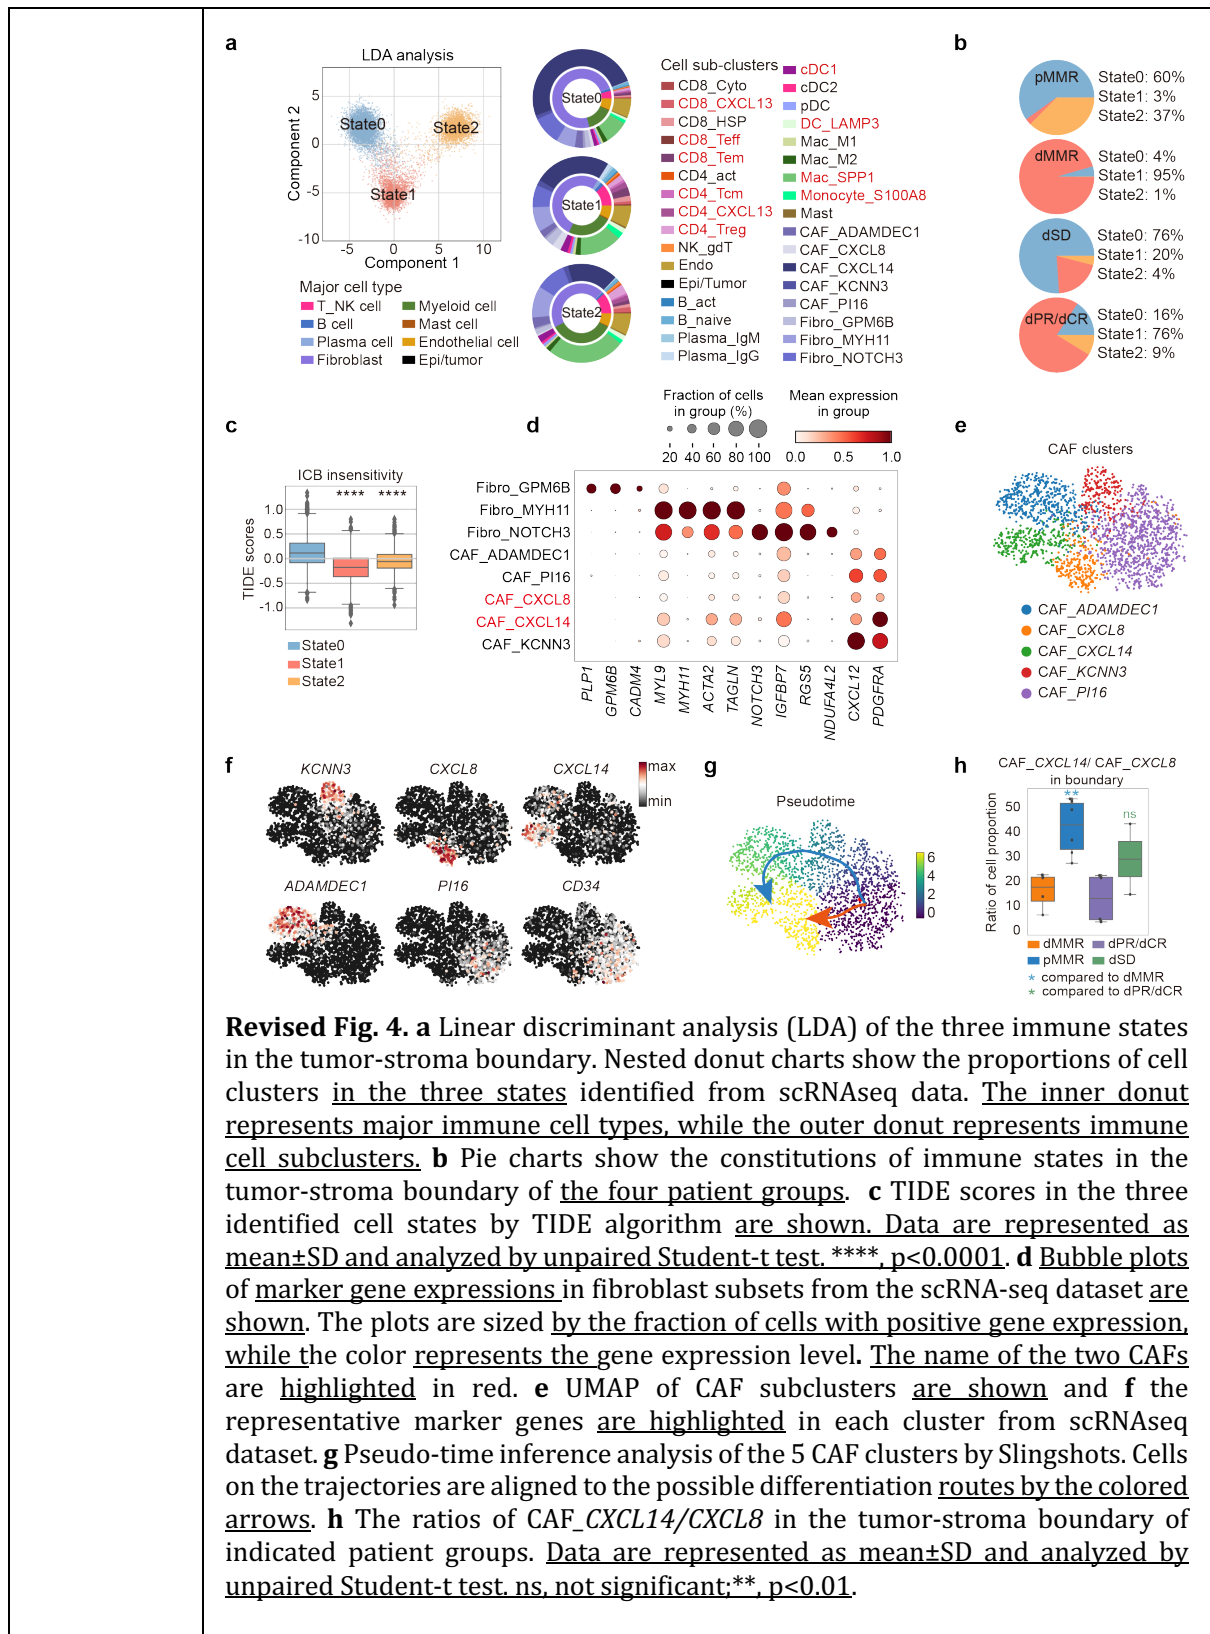 a
LDA analysis
Component 2
5
0
-5
-10
State0
State2
State1
-5
0
5
10
Component 1
Major cell type
T_NK cell
B cell
Plasma cell
Fibroblast
Myeloid cell
Mast cell
Endothelial cell
Epi/tumor
State0
State1
State2
Cell sub-clusters
CD8_Cyto
CD8_CXCL13
CD8_HSP
CD8_Teff
CD8_Tem
CD4_act
CD4_Tcm
CD4_CXCL13
CD4_Treg
NK_gdT
Endo
Epi/Tumor
B_act
B_naive
Plasma_IgM
Plasma_IgG
cDC1
cDC2
pDC
DC_LAMP3
Mac_M1
Mac_M2
Mac_SPP1
Monocyte_S100A8
Mast
CAF_ADAMDEC1
CAF_CXCL8
CAF_CXCL14
CAF_KCNN3
CAF_PI16
Fibro_GPM6B
Fibro_MYH11
Fibro_NOTCH3
b
pMMR
State0: 60%
State1: 3%
State2: 37%
dMMR
State0: 4%
State1: 95%
State2: 1%
dSD
State0: 76%
State1: 20%
State2: 4%
dPR/dCR
State0: 16%
State1: 76%
State2: 9%
c
ICB insensitivity
**** ****
TIDE scores
1.0
0.5
0.0
-0.5
-1.0
State0
State1
State2
d
Fraction of cells
in group (%)
20 40 60 80 100
Mean expression
in group
0.0 0.5 1.0
Fibro_GPM6B
Fibro_MYH11
Fibro_NOTCH3
CAF_ADAMDEC1
CAF_PI16
CAF_CXCL8
CAF_CXCL14
CAF_KCNN3
PLP1
GPM6B
CADM4
MYL9
MYH11
ACTA2
TAGLN
NOTCH3
IGFBP7
RGS5
NDUFA4L2
CXCL12
PDGFRA
e
CAF clusters
CAF_ADAMDEC1
CAF_CXCL8
CAF_CXCL14
CAF_KCNN3
CAF_PI16
f
KCNN3
CXCL8
CXCL14
max
min
ADAMDEC1
PI16
CD34
g
Pseudotime
6
4
2
0
h
CAF_CXCL14/ CAF_CXCL8
in boundary
Ratio of cell proportion
50
40
30
20
10
0
**
ns
dMMR
dPR/dCR
pMMR
dSD
* compared to dMMR
* compared to dPR/dCR
Revised Fig. 4. a Linear discriminant analysis (LDA) of the three immune states
in the tumor-stroma boundary. Nested donut charts show the proportions of cell
clusters in the three states identified from scRNAseq data. The inner donut
represents major immune cell types, while the outer donut represents immune
cell subclusters. b Pie charts show the constitutions of immune states in the
tumor-stroma boundary of the four patient groups. c TIDE scores in the three
identified cell states by TIDE algorithm are shown. Data are represented as
mean±SD and analyzed by unpaired Student-t test. ****, p<0.0001. d Bubble plots
of marker gene expressions in fibroblast subsets from the scRNA-seq dataset are
shown. The plots are sized by the fraction of cells with positive gene expression,
while the color represents the gene expression level. The name of the two CAFs
are highlighted in red. e UMAP of CAF subclusters are shown and f the
representative marker genes are highlighted in each cluster from scRNAseq
dataset. g Pseudo-time inference analysis of the 5 CAF clusters by Slingshots. Cells
on the trajectories are aligned to the possible differentiation routes by the colored
arrows. h The ratios of CAF_CXCL14/CXCL8 in the tumor-stroma boundary of
indicated patient groups. Data are represented as mean±SD and analyzed by
unpaired Student-t test. ns, not significant;**, p<0.01.